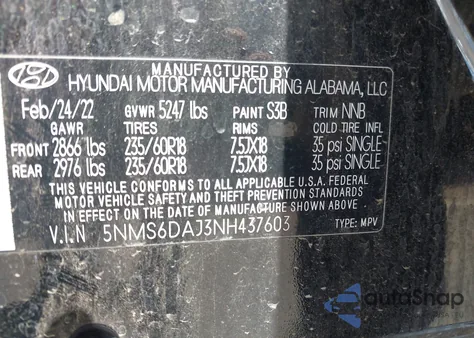 MANUFACTURED BY
HYUNDAI MOTOR MANUFACTURING ALABAMA, LLC
Feb/24/22 GVWR 5247 lbs PAINT S3B TRIM NNB
GAWR TIRES RIMS COLD TIRE INFL
FRONT 2866 lbs 235/60R18 7.5JX18 35 psi SINGLE
REAR 2976 lbs 235/60R18 7.5JX18 35 psi SINGLE
THIS VEHICLE CONFORMS TO ALL APPLICABLE U.S.A. FEDERAL
MOTOR VEHICLE SAFETY AND THEFT PREVENTION STANDARDS
IN EFFECT ON THE DATE OF MANUFACTURE SHOWN ABOVE.
V.I.N 5NMS6DAJ3NH437603 TYPE: MPV
autoSnap